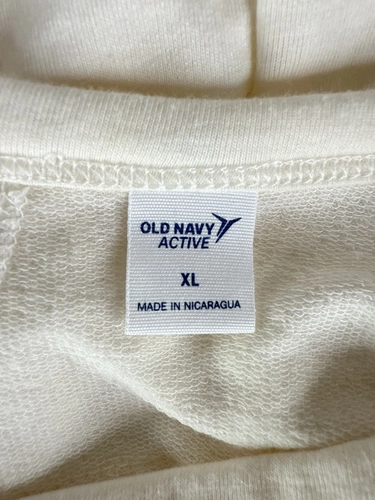 OLD NAVY
ACTIVE
XL
MADE IN NICARAGUA